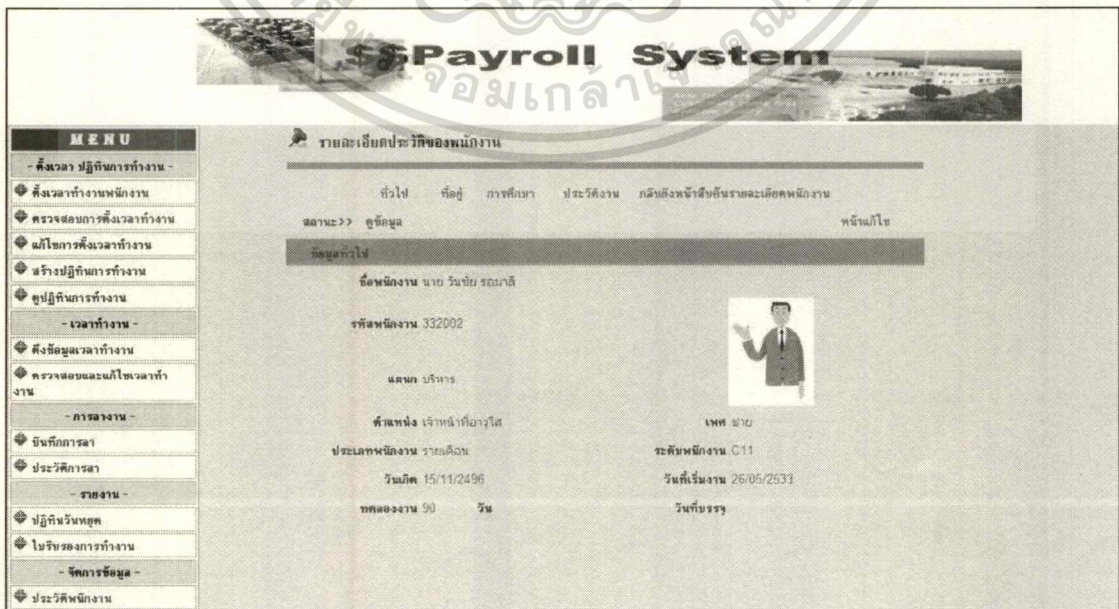 $$Payroll System
จอมเกล้าเจ้าคุณ
MENU
- ตั้งเวลา ปฏิทินการทำงาน -
ตั้งเวลาทำงานพนักงาน
ตรวจสอบการตั้งเวลาทำงาน
แก้ไขการตั้งเวลาทำงาน
สร้างปฏิทินการทำงาน
ดูปฏิทินการทำงาน
- เวลาทำงาน -
ดึงข้อมูลเวลาทำงาน
ตรวจสอบและแก้ไขเวลาทำ
งาน
- การลางาน -
บันทึกการลา
ประวัติการลา
- รายงาน -
ปฏิทินวันหยุด
ใบรับรองการทำงาน
- จัดการข้อมูล -
ประวัติพนักงาน
รายละเอียดประวัติของพนักงาน
ทั่วไป ที่อยู่ การศึกษา ประวัติงาน กลับยังหน้าสืบค้นรายละเอียดพนักงาน
สถานะ>> ดูข้อมูล หน้าแก้ไข
ข้อมูลทั่วไป
ชื่อพนักงาน นาย วันชัย รอมาลี
รหัสพนักงาน 332002
แผนก บริหาร
ตำแหน่ง เจ้าหน้าที่อาวุโส เพศ ชาย
ประเภทพนักงาน รายเดือน ระดับพนักงาน C11
วันเกิด 15/11/2496 วันที่เริ่มงาน 26/05/2533
ทดลองงาน 90 วัน วันที่บรรจุ